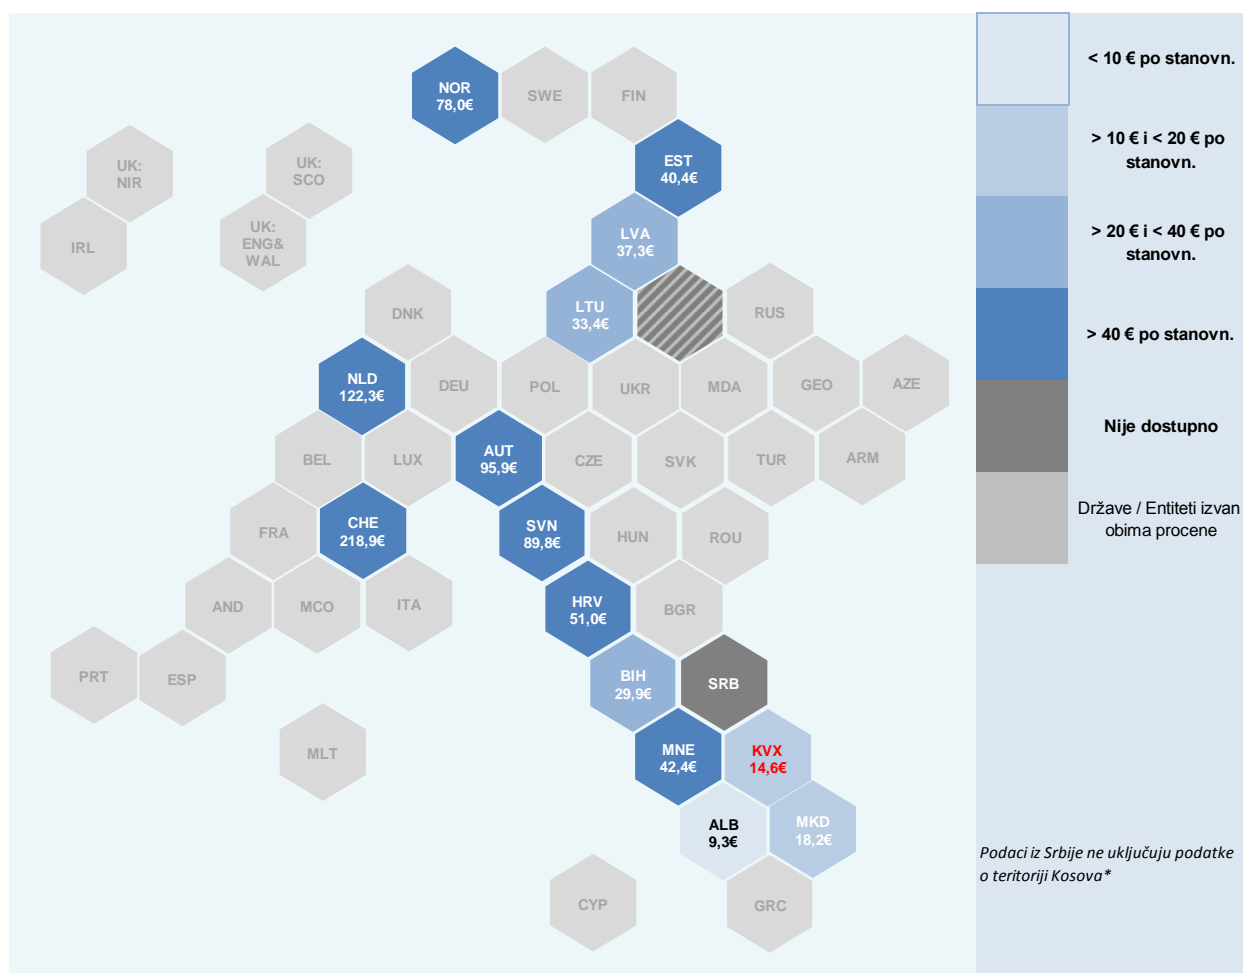 NOR
78,0€
SWE
FIN
UK:
NIR
UK:
SCO
EST
40,4€
IRL
UK:
ENG&
WAL
LVA
37,3€
DNK
LTU
33,4€
RUS
NLD
122,3€
DEU
POL
UKR
MDA
GEO
AZE
BEL
LUX
AUT
95,9€
CZE
SVK
TUR
ARM
FRA
CHE
218,9€
SVN
89,8€
HUN
ROU
AND
MCO
ITA
HRV
51,0€
BGR
PRT
ESP
BIH
29,9€
SRB
MLT
MNE
42,4€
KVX
14,6€
ALB
9,3€
MKD
18,2€
CYP
GRC
< 10 € po stanovn.
> 10 € i < 20 € po
stanovn.
> 20 € i < 40 € po
stanovn.
> 40 € po stanovn.
Nije dostupno
Države / Entiteti izvan
obima procene
Podaci iz Srbije ne uključuju podatke
o teritoriji Kosova*